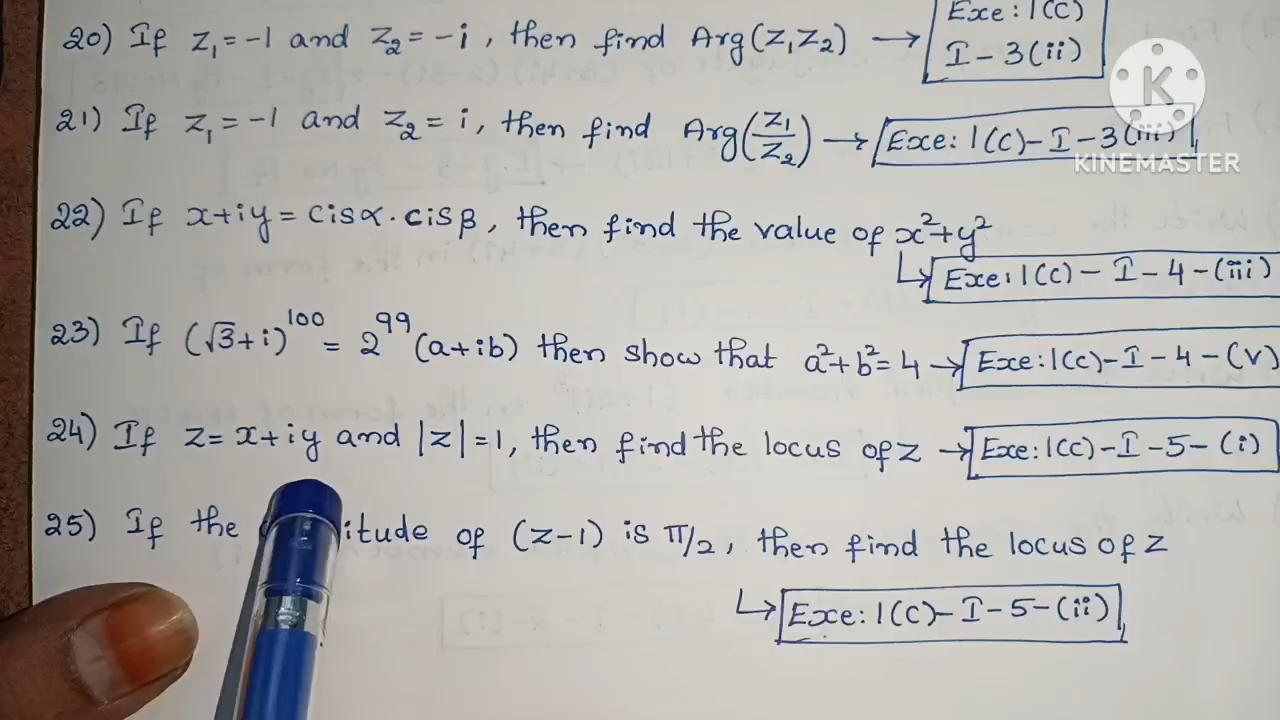 20) If z₁ = -1 and z₂ = -i, then find Arg(z₁z₂) → Exe: 1(c)
I - 3(ii)
21) If z₁ = -1 and z₂ = i, then find Arg(z₁/z₂) → Exe: 1(c) - I - 3(iii)
22) If x+iy = cisα · cisβ, then find the value of x²+y²
↳ Exe: 1(c) - I - 4 - (iii)
23) If (√3+i)¹⁰⁰ = 2⁹⁹ (a+ib) then show that a²+b² = 4 → Exe: 1(c) - I - 4 - (v)
24) If z = x+iy and |z| = 1, then find the locus of z → Exe: 1(c) - I - 5 - (i)
25) If the itude of (z-1) is π/2, then find the locus of z
↳ Exe: 1(c) - I - 5 - (ii)
K
KINEMASTER